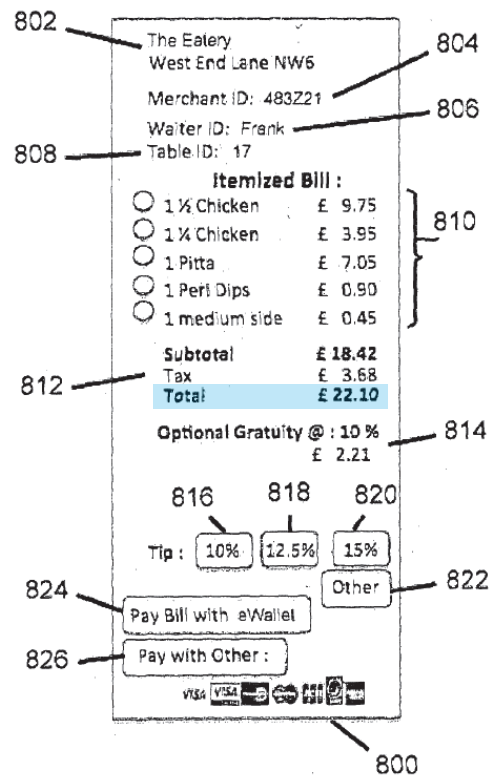 802
The Eatery
West End Lane NW6
804
Merchant ID: 483Z21
806
Waiter ID: Frank
808
Table ID: 17
Itemized Bill :
1 ½ Chicken £ 9.75
810
1 ¼ Chicken £ 3.95
1 Pitta £ 7.05
1 Peri Dips £ 0.90
1 medium side £ 0.45
Subtotal £ 18.42
812
Tax £ 3.68
Total £ 22.10
Optional Gratuity @ : 10 %
814
£ 2.21
816 818 820
Tip : 10% 12.5% 15%
822
Other
824
Pay Bill with eWallet
826
Pay with Other :
VISA VISA
800